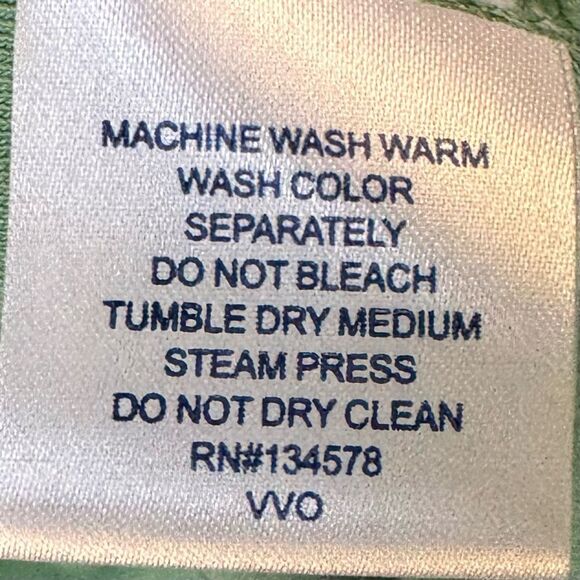 MACHINE WASH WARM
WASH COLOR
SEPARATELY
DO NOT BLEACH
TUMBLE DRY MEDIUM
STEAM PRESS
DO NOT DRY CLEAN
RN#134578
VVO